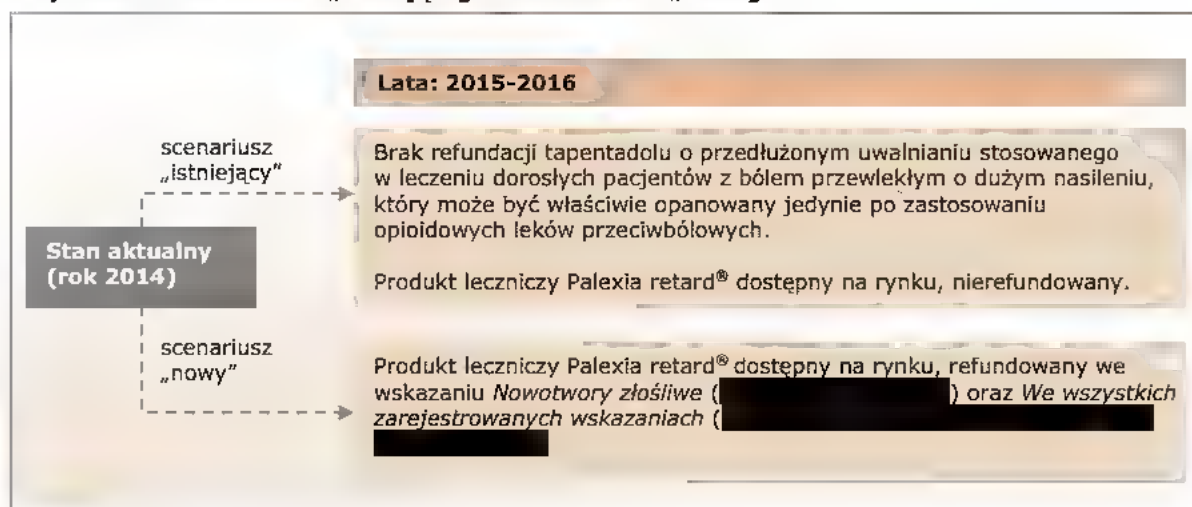 Lata: 2015-2016
scenariusz
„istniejący”
Brak refundacji tapentadolu o przedłużonym uwalnianiu stosowanego
w leczeniu dorosłych pacjentów z bólem przewlekłym o dużym nasileniu,
który może być właściwie opanowany jedynie po zastosowaniu
opioidowych leków przeciwbólowych.
Produkt leczniczy Palexia retard® dostępny na rynku, nierefundowany.
Stan aktualny
(rok 2014)
scenariusz
„nowy”
Produkt leczniczy Palexia retard® dostępny na rynku, refundowany we
wskazaniu Nowotwory złośliwe ( ) oraz We wszystkich
zarejestrowanych wskazaniach (